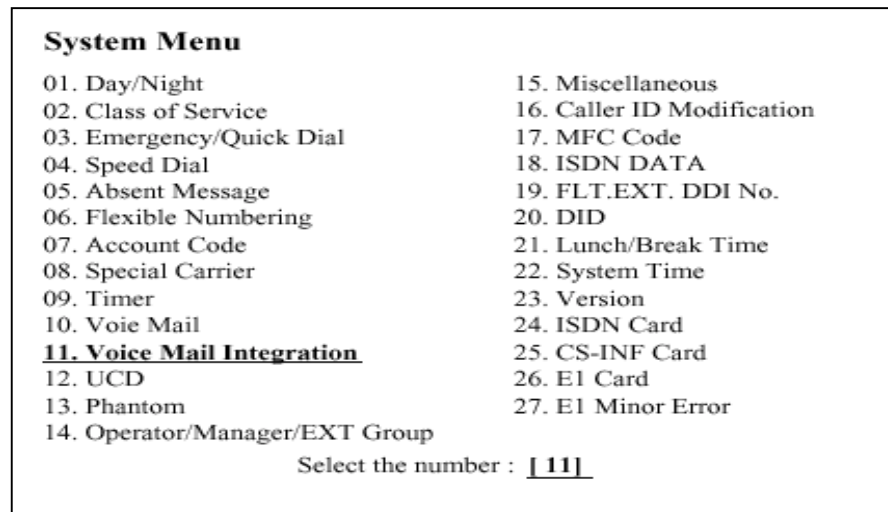 System Menu
01. Day/Night
02. Class of Service
03. Emergency/Quick Dial
04. Speed Dial
05. Absent Message
06. Flexible Numbering
07. Account Code
08. Special Carrier
09. Timer
10. Voie Mail
11. Voice Mail Integration
12. UCD
13. Phantom
14. Operator/Manager/EXT Group
15. Miscellaneous
16. Caller ID Modification
17. MFC Code
18. ISDN DATA
19. FLT.EXT. DDI No.
20. DID
21. Lunch/Break Time
22. System Time
23. Version
24. ISDN Card
25. CS-INF Card
26. E1 Card
27. E1 Minor Error
Select the number : [ 11]